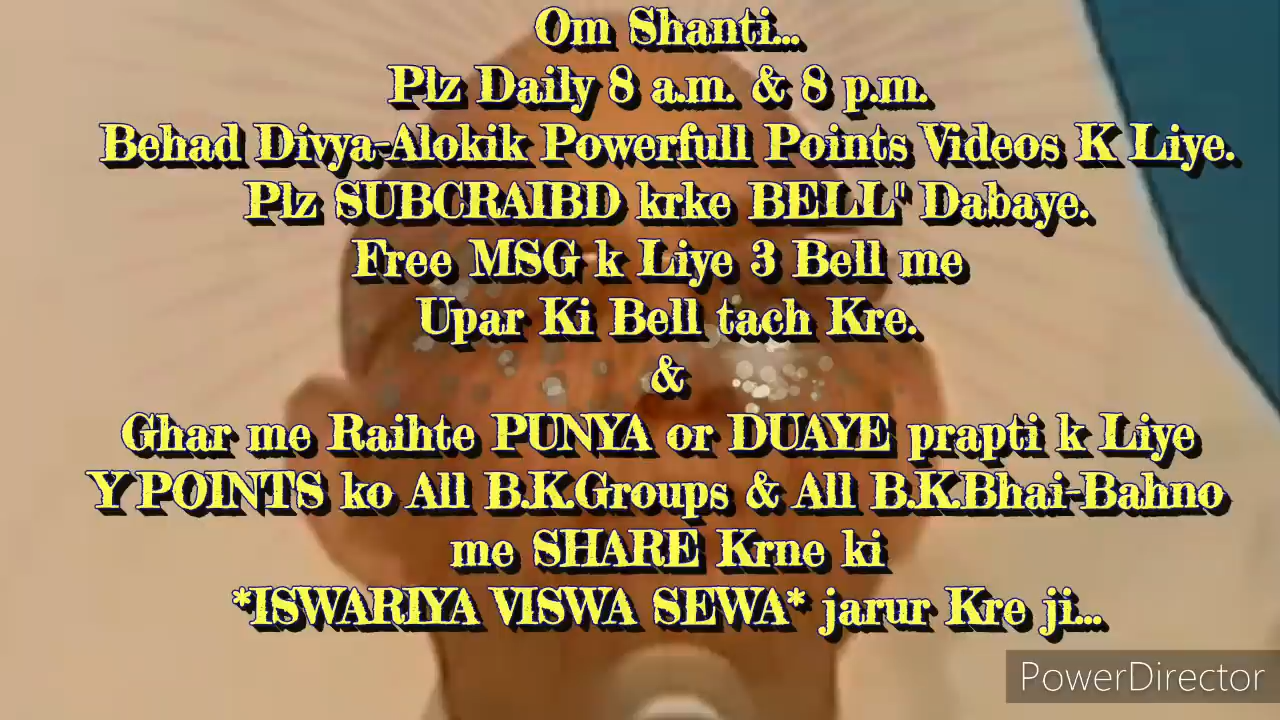 Om Shanti...
Plz Daily 8 a.m. & 8 p.m.
Behad Divya-Alokik Powerfull Points Videos K Liye.
Plz SUBCRAIBD krke BELL" Dabaye.
Free MSG k Liye 3 Bell me
Upar Ki Bell tach Kre.
&
Ghar me Raihte PUNYA or DUAYE prapti k Liye
Y POINTS ko All B.K.Groups & All B.K.Bhai-Bahno
me SHARE Krne ki
*ISWARIYA VISWA SEWA* jarur Kre ji...
PowerDirector